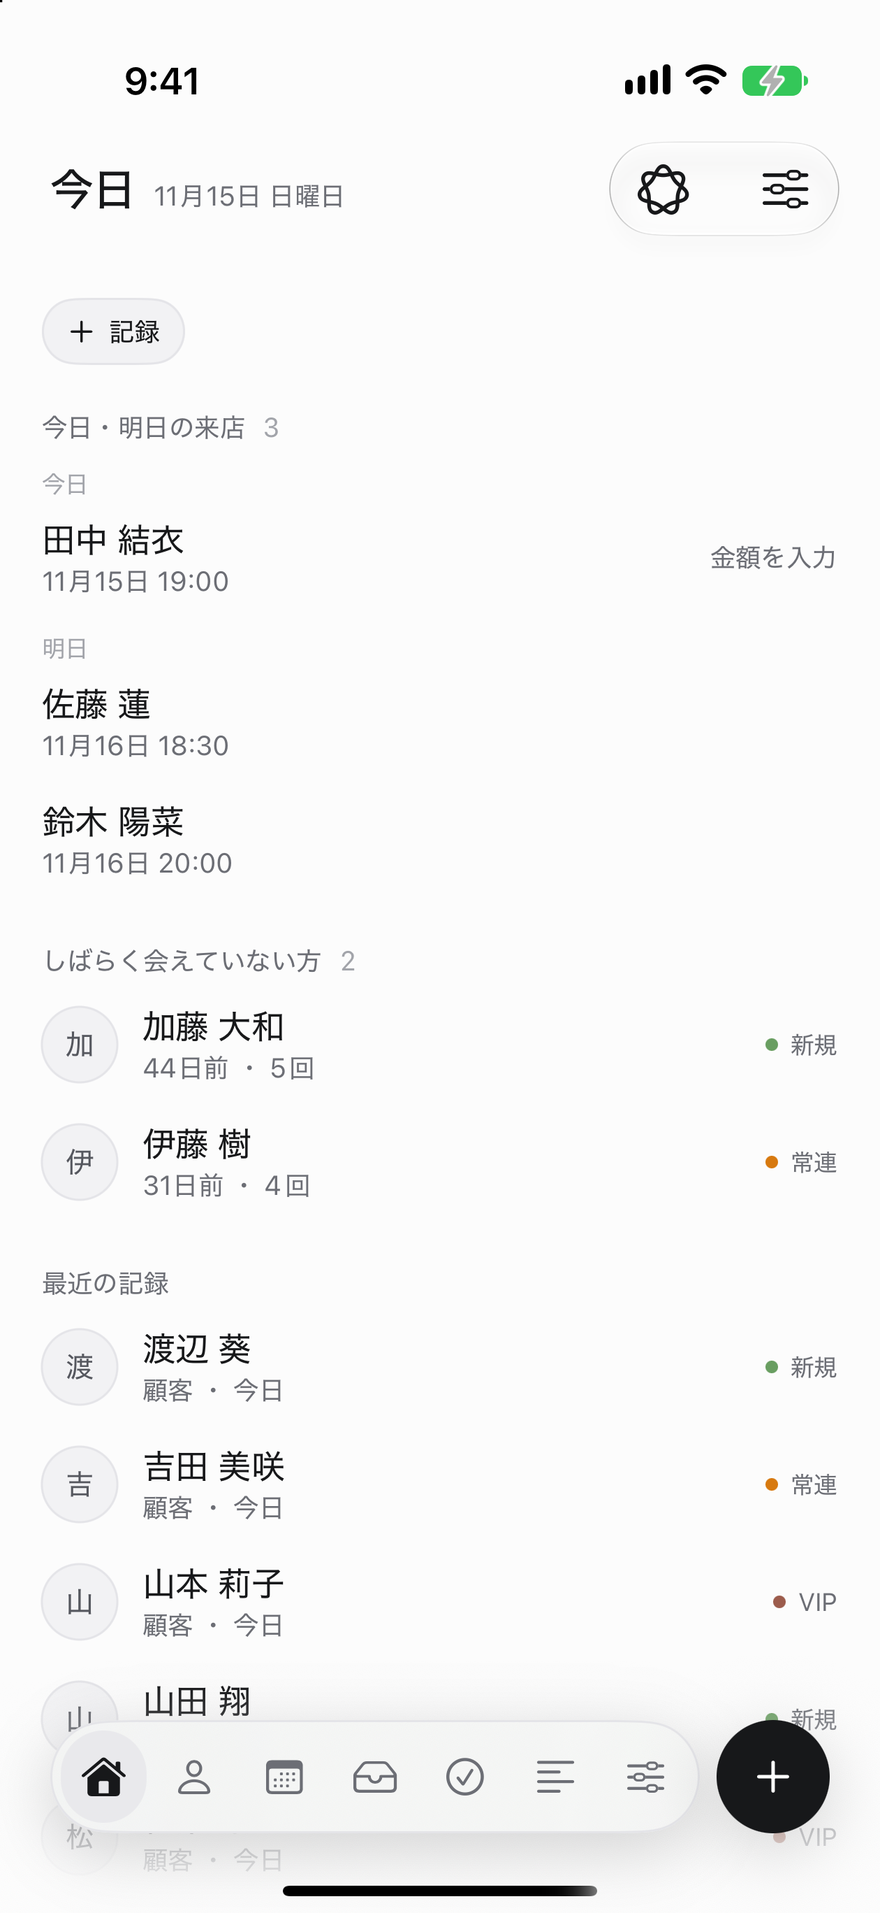 9:41
今日 11月15日 日曜日
記録
今日・明日の来店 3
今日
田中 結衣
11月15日 19:00
金額を入力
明日
佐藤 蓮
11月16日 18:30
鈴木 陽菜
11月16日 20:00
しばらく会えていない方 2
加
加藤 大和
44日前 ・ 5回
新規
伊
伊藤 樹
31日前 ・ 4回
常連
最近の記録
渡
渡辺 葵
顧客 ・ 今日
新規
吉
吉田 美咲
顧客 ・ 今日
常連
山
山本 莉子
顧客 ・ 今日
VIP
山
山田 翔
新規
松
顧客 ・ 今日
VIP